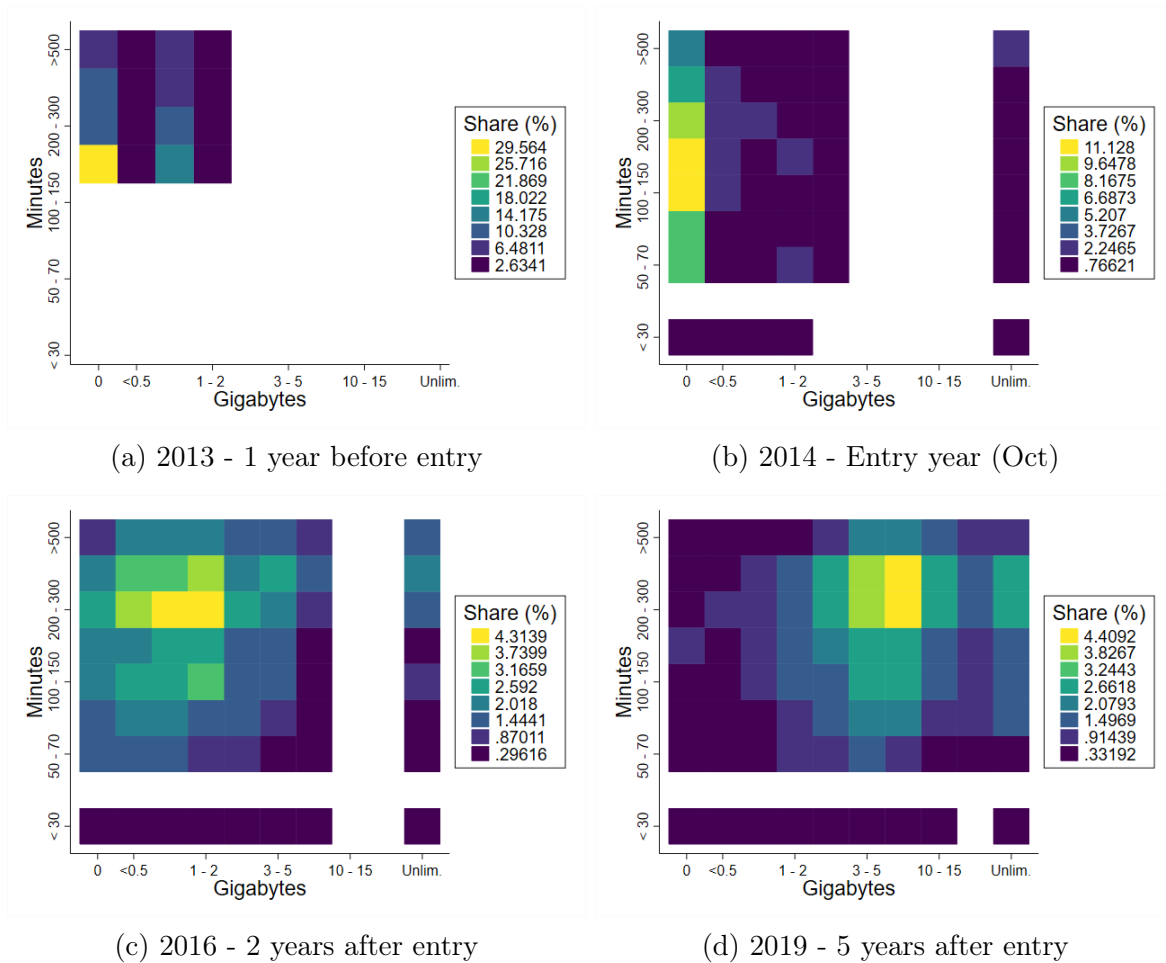 >500
200 - 300
100 - 150
50 - 70
< 30
Minutes
0 <0.5 1 - 2 3 - 5 10 - 15 Unlim.
Gigabytes
Share (%)
29.564
25.716
21.869
18.022
14.175
10.328
6.4811
2.6341
(a) 2013 - 1 year before entry
>500
200 - 300
100 - 150
50 - 70
< 30
Minutes
0 <0.5 1 - 2 3 - 5 10 - 15 Unlim.
Gigabytes
Share (%)
11.128
9.6478
8.1675
6.6873
5.207
3.7267
2.2465
.76621
(b) 2014 - Entry year (Oct)
>500
200 - 300
100 - 150
50 - 70
< 30
Minutes
0 <0.5 1 - 2 3 - 5 10 - 15 Unlim.
Gigabytes
Share (%)
4.3139
3.7399
3.1659
2.592
2.018
1.4441
.87011
.29616
(c) 2016 - 2 years after entry
>500
200 - 300
100 - 150
50 - 70
< 30
Minutes
0 <0.5 1 - 2 3 - 5 10 - 15 Unlim.
Gigabytes
Share (%)
4.4092
3.8267
3.2443
2.6618
2.0793
1.4969
.91439
.33192
(d) 2019 - 5 years after entry